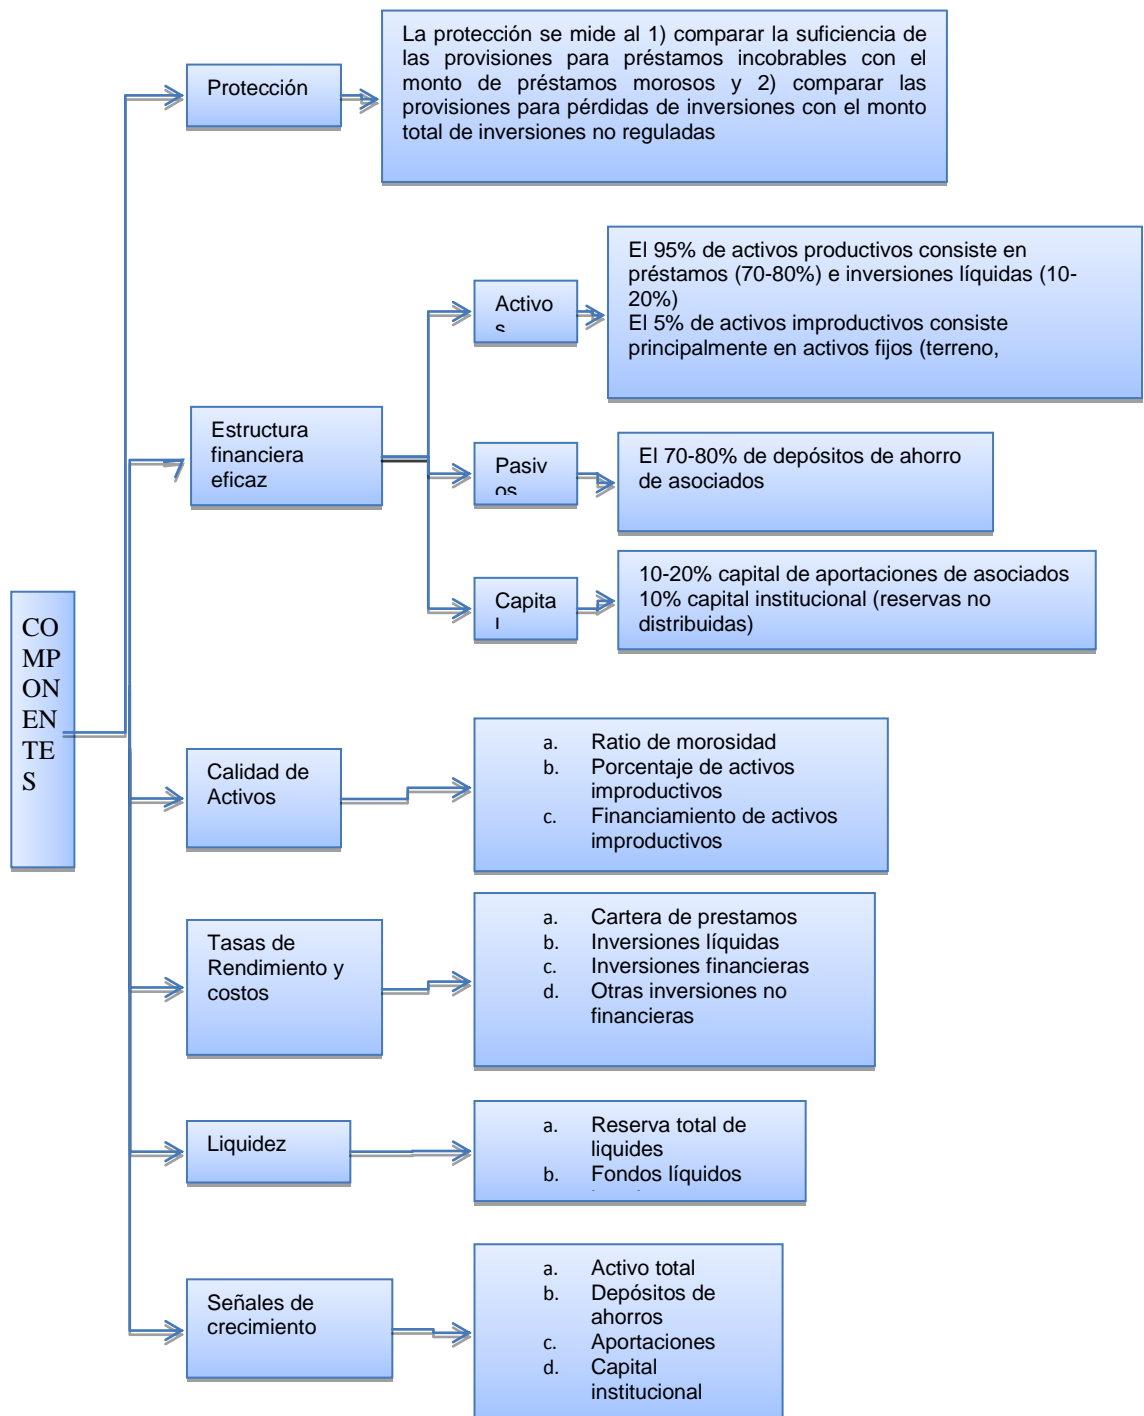 La protección se mide al 1) comparar la suficiencia de
las provisiones para préstamos incobrables con el
monto de préstamos morosos y 2) comparar las
provisiones para pérdidas de inversiones con el monto
total de inversiones no reguladas
Protección
El 95% de activos productivos consiste en
préstamos (70-80%) e inversiones líquidas (10-
20%)
El 5% de activos improductivos consiste
principalmente en activos fijos (terreno,
Activo
s
Estructura
financiera
eficaz
Pasiv
os
El 70-80% de depósitos de ahorro
de asociados
Capita
l
10-20% capital de aportaciones de asociados
10% capital institucional (reservas no
distribuidas)
CO
MP
ON
EN
TE
S
Calidad de
Activos
a. Ratio de morosidad
b. Porcentaje de activos
improductivos
c. Financiamiento de activos
improductivos
Tasas de
Rendimiento y
costos
a. Cartera de prestamos
b. Inversiones líquidas
c. Inversiones financieras
d. Otras inversiones no
financieras
Liquidez
a. Reserva total de
liquides
b. Fondos líquidos
Señales de
crecimiento
a. Activo total
b. Depósitos de
ahorros
c. Aportaciones
d. Capital
institucional